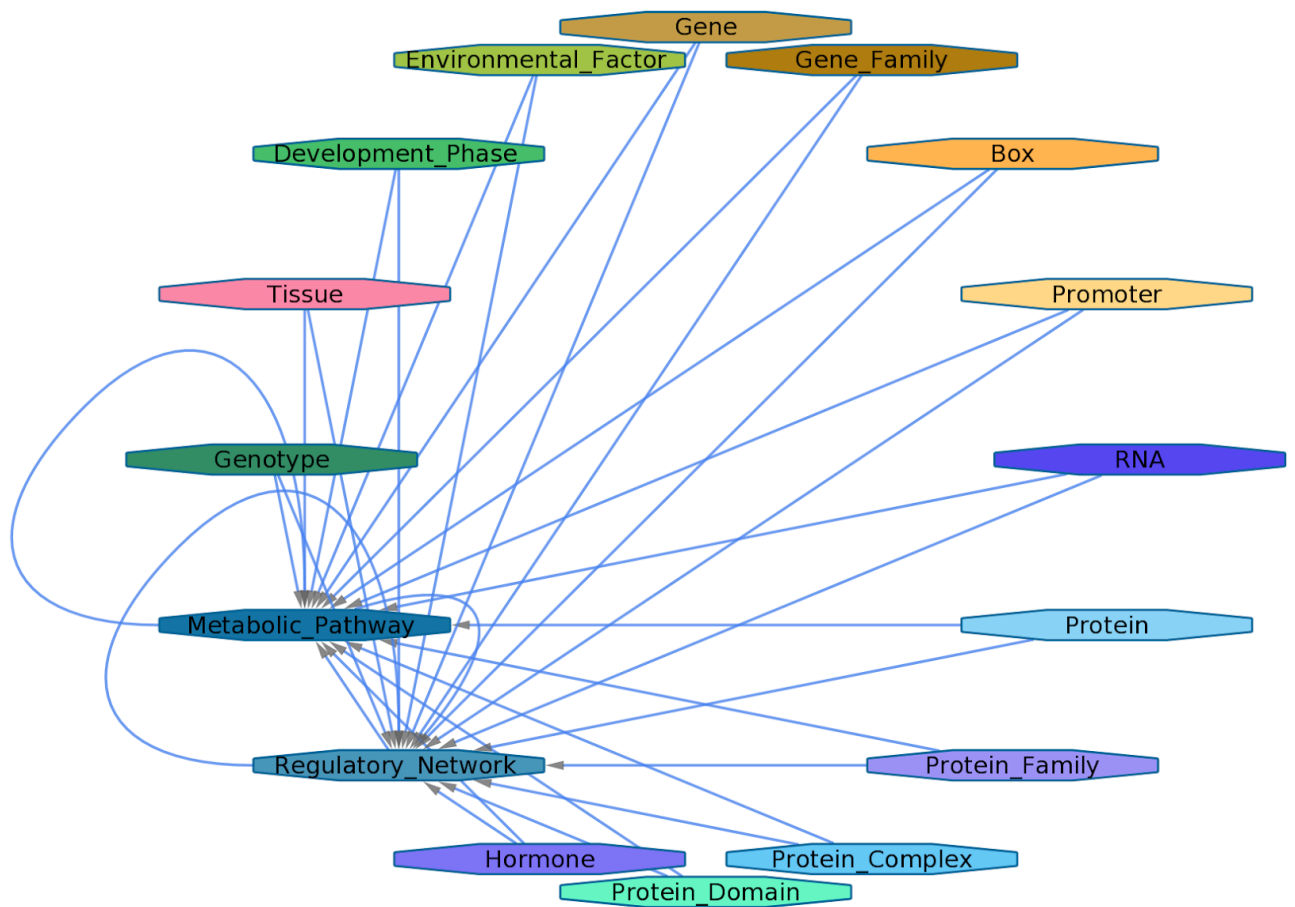 Gene
Environmental_Factor
Gene_Family
Development_Phase
Box
Tissue
Promoter
Genotype
RNA
Metabolic_Pathway
Protein
Regulatory_Network
Protein_Family
Hormone
Protein_Complex
Protein_Domain